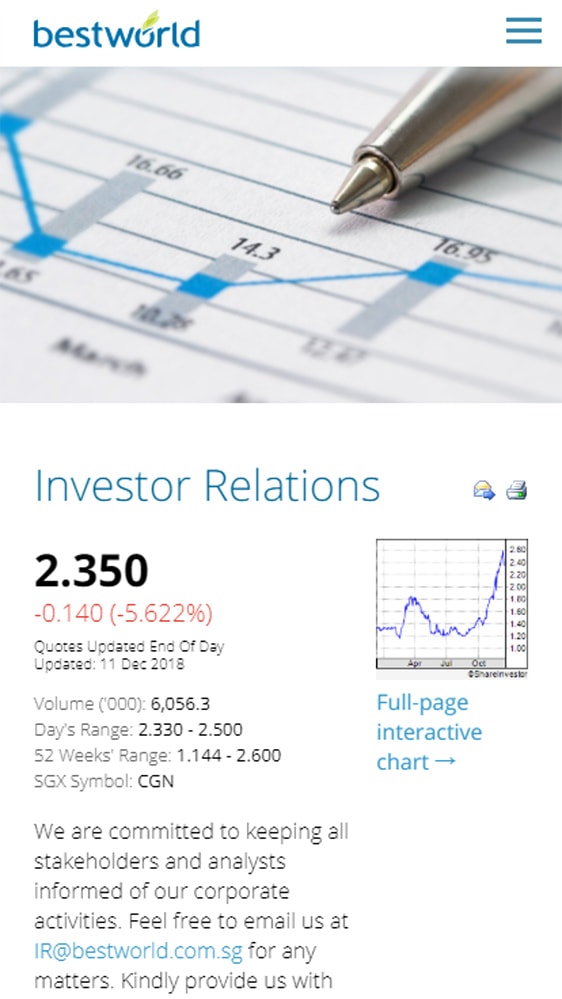 bestworld
16.66
14.3
16.95
.65
10.28
12.47
March
Investor Relations
2.350
-0.140 (-5.622%)
Quotes Updated End Of Day
Updated: 11 Dec 2018
Volume ('000): 6,056.3
Day's Range: 2.330 - 2.500
52 Weeks' Range: 1.144 - 2.600
SGX Symbol: CGN
2.60
2.40
2.20
2.00
1.80
1.60
1.40
1.20
1.00
Apr Jul Oct
©ShareInvestor
Full-page
interactive
chart →
We are committed to keeping all
stakeholders and analysts
informed of our corporate
activities. Feel free to email us at
IR@bestworld.com.sg for any
matters. Kindly provide us with